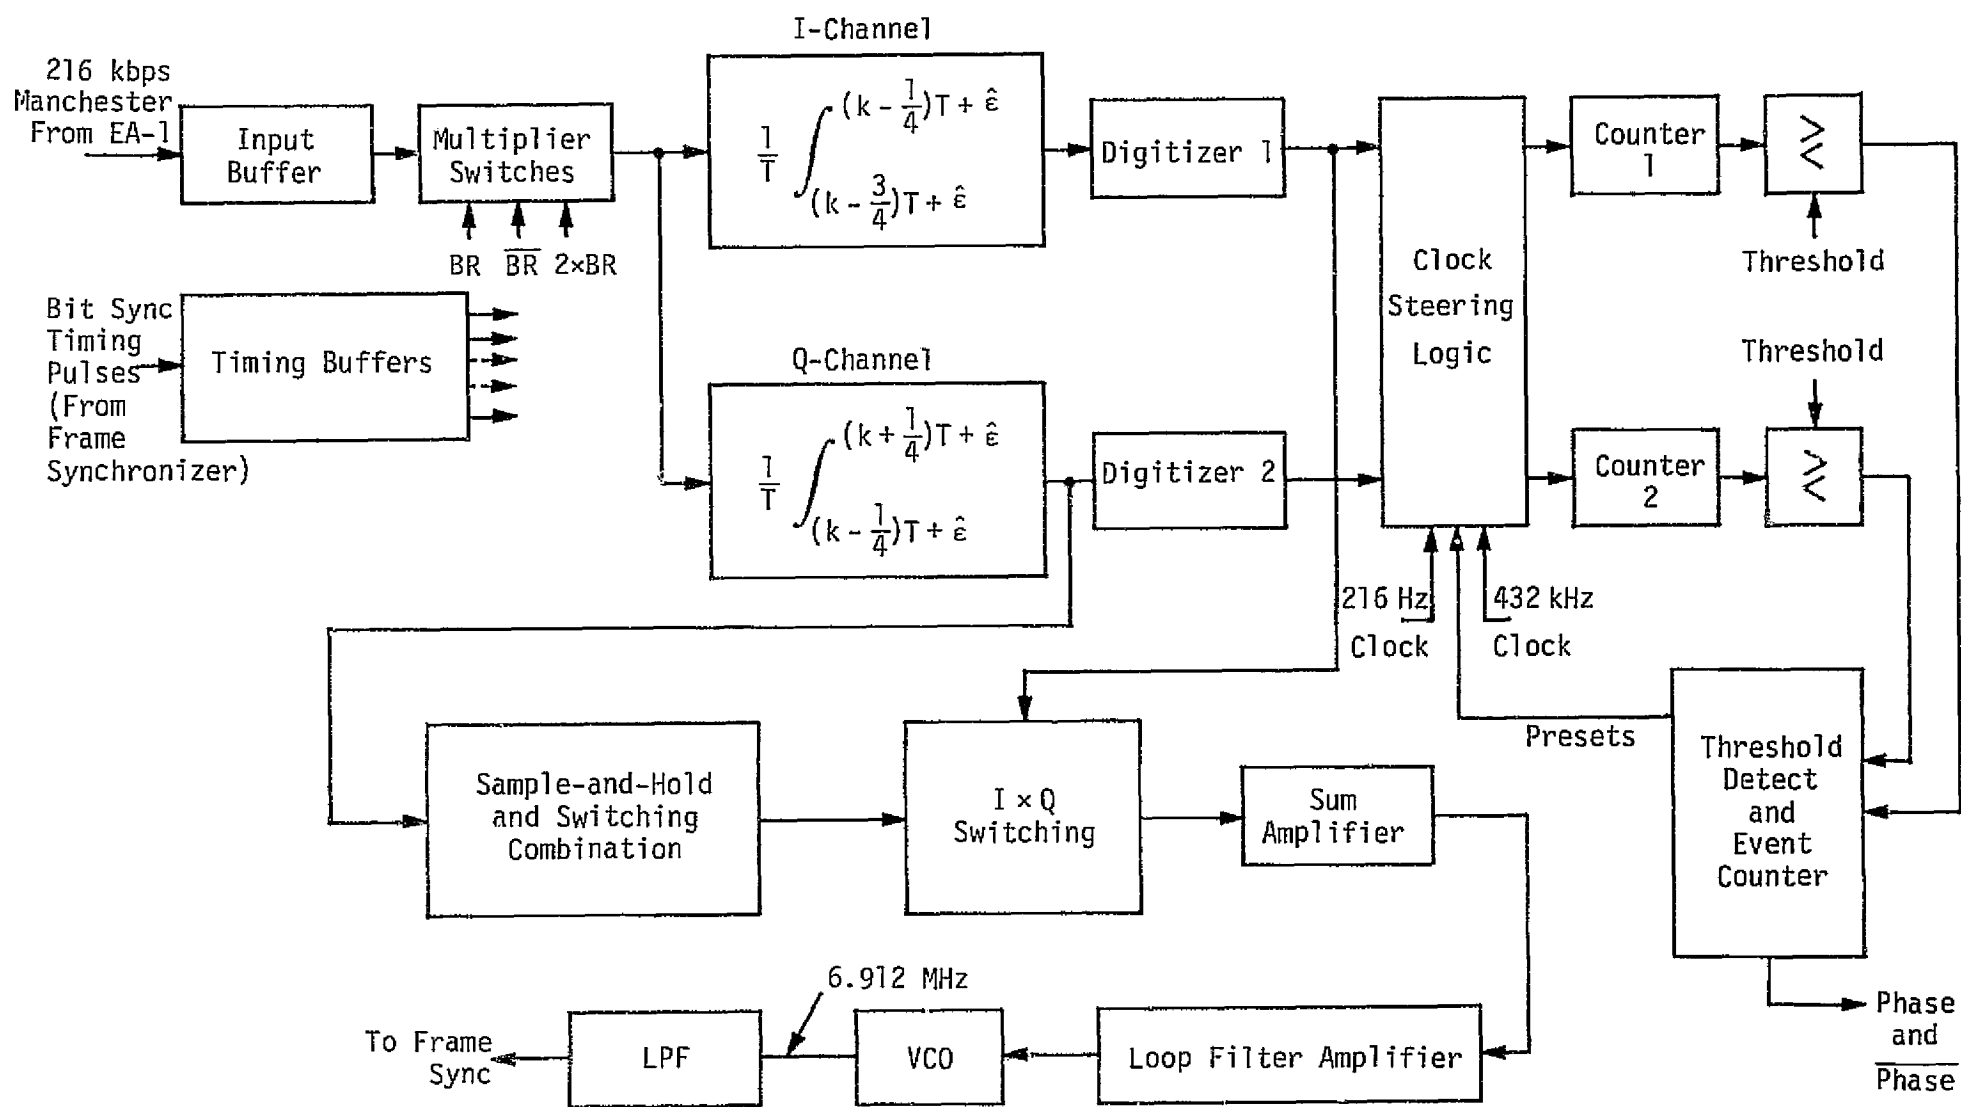 I-Channel
216 kbps
Manchester
From EA-1
Input
Buffer
Multiplier
Switches
BR
B̅R̅
2×BR
1/T ∫ (k - 1/4)T + ε̂
(k - 3/4)T + ε̂
Digitizer 1
Clock
Steering
Logic
Counter
1
≷
Threshold
Bit Sync
Timing
Pulses
(From
Frame
Synchronizer)
Timing Buffers
Q-Channel
1/T ∫ (k + 1/4)T + ε̂
(k - 1/4)T + ε̂
Digitizer 2
Threshold
Counter
2
≷
216 Hz
Clock
432 kHz
Clock
Presets
Threshold
Detect
and
Event
Counter
Sample-and-Hold
and Switching
Combination
I × Q
Switching
Sum
Amplifier
6.912 MHz
To Frame
Sync
LPF
VCO
Loop Filter Amplifier
Phase
and
P̅h̅a̅s̅e̅